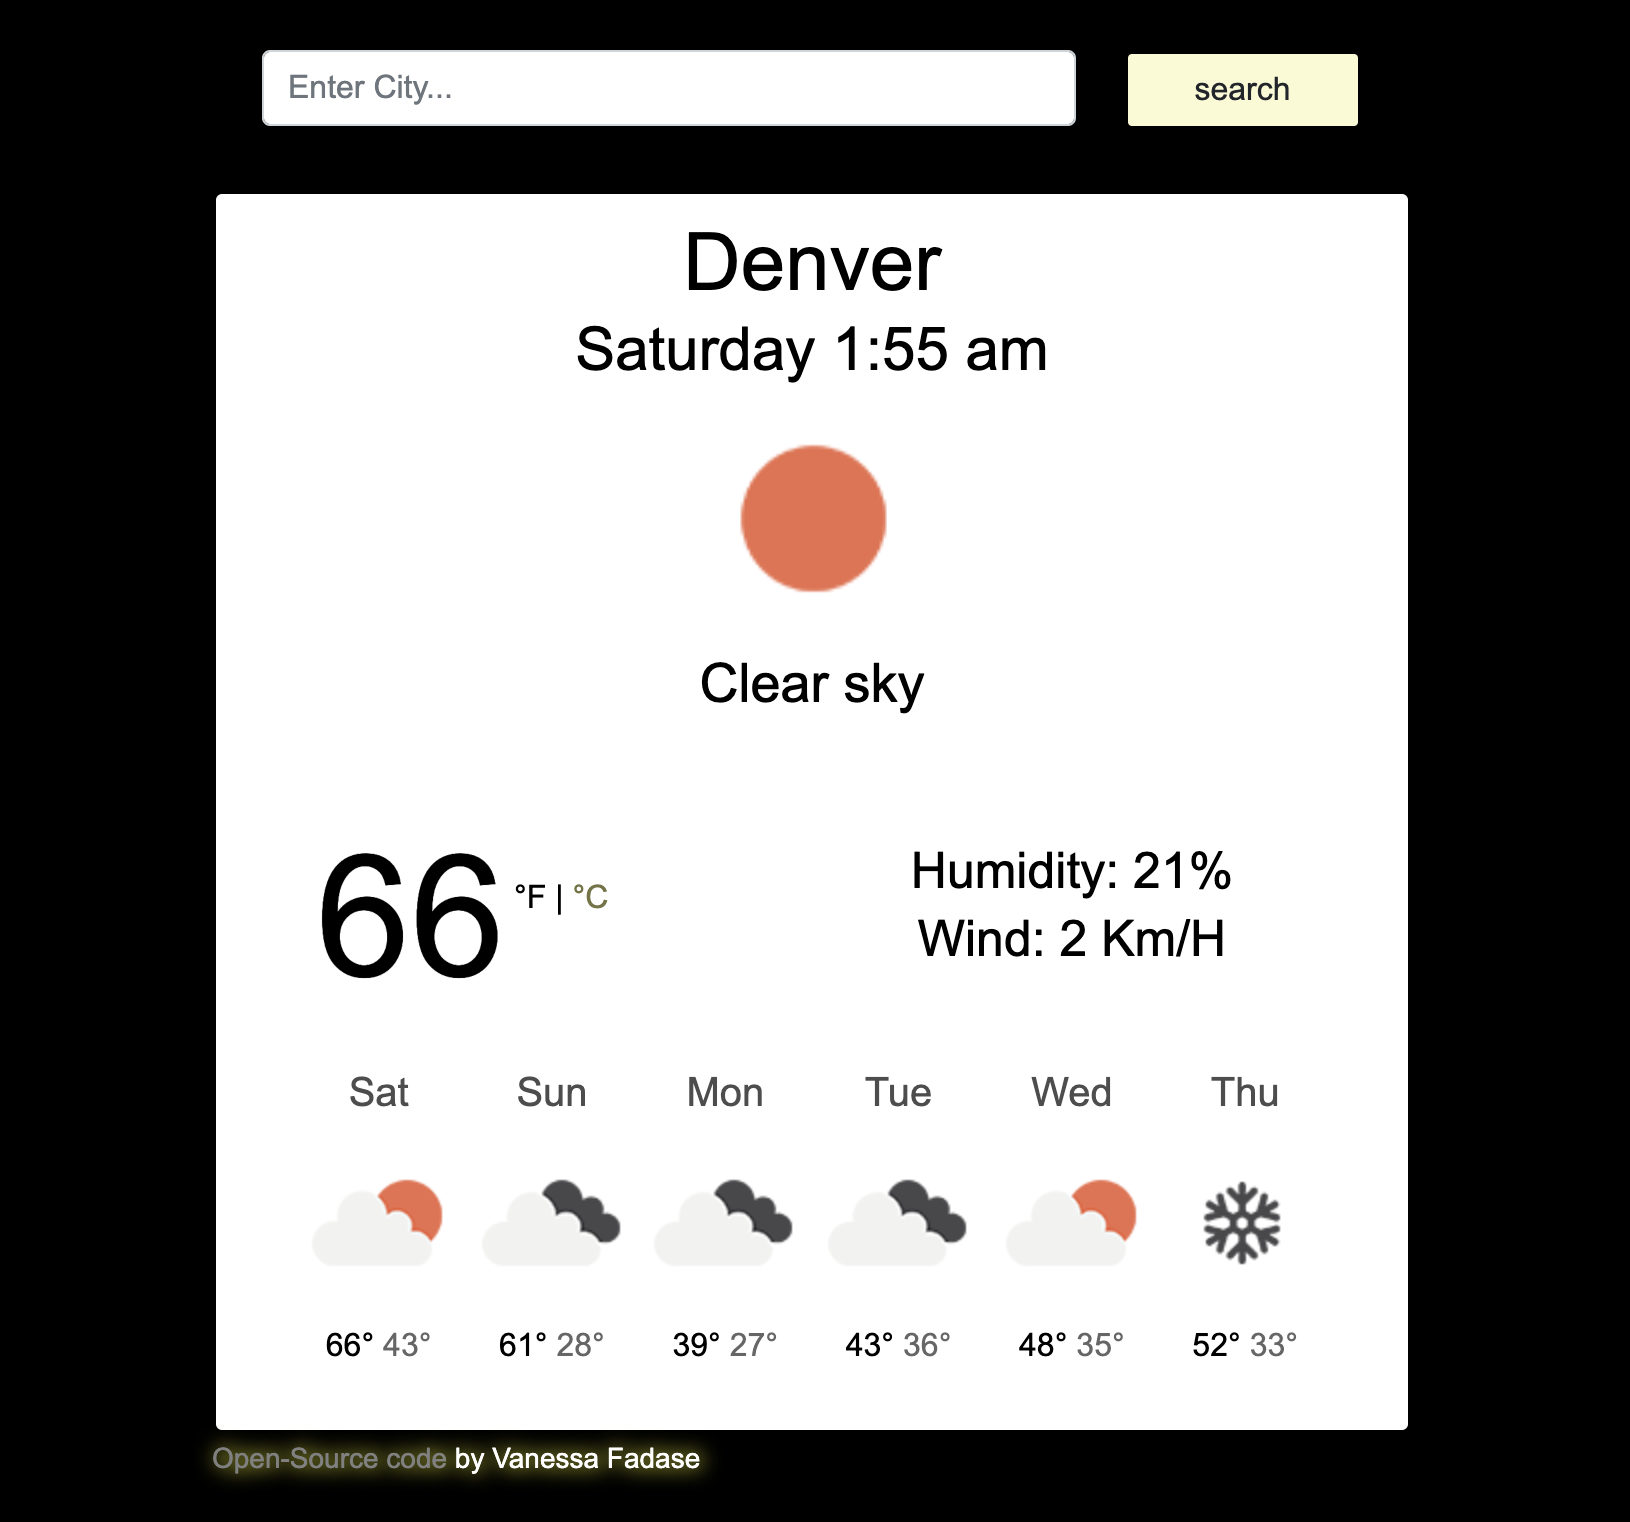 Enter City...
search
Denver
Saturday 1:55 am
Clear sky
66 °F | °C
Humidity: 21%
Wind: 2 Km/H
Sat Sun Mon Tue Wed Thu
66° 43° 61° 28° 39° 27° 43° 36° 48° 35° 52° 33°
Open-Source code by Vanessa Fadase